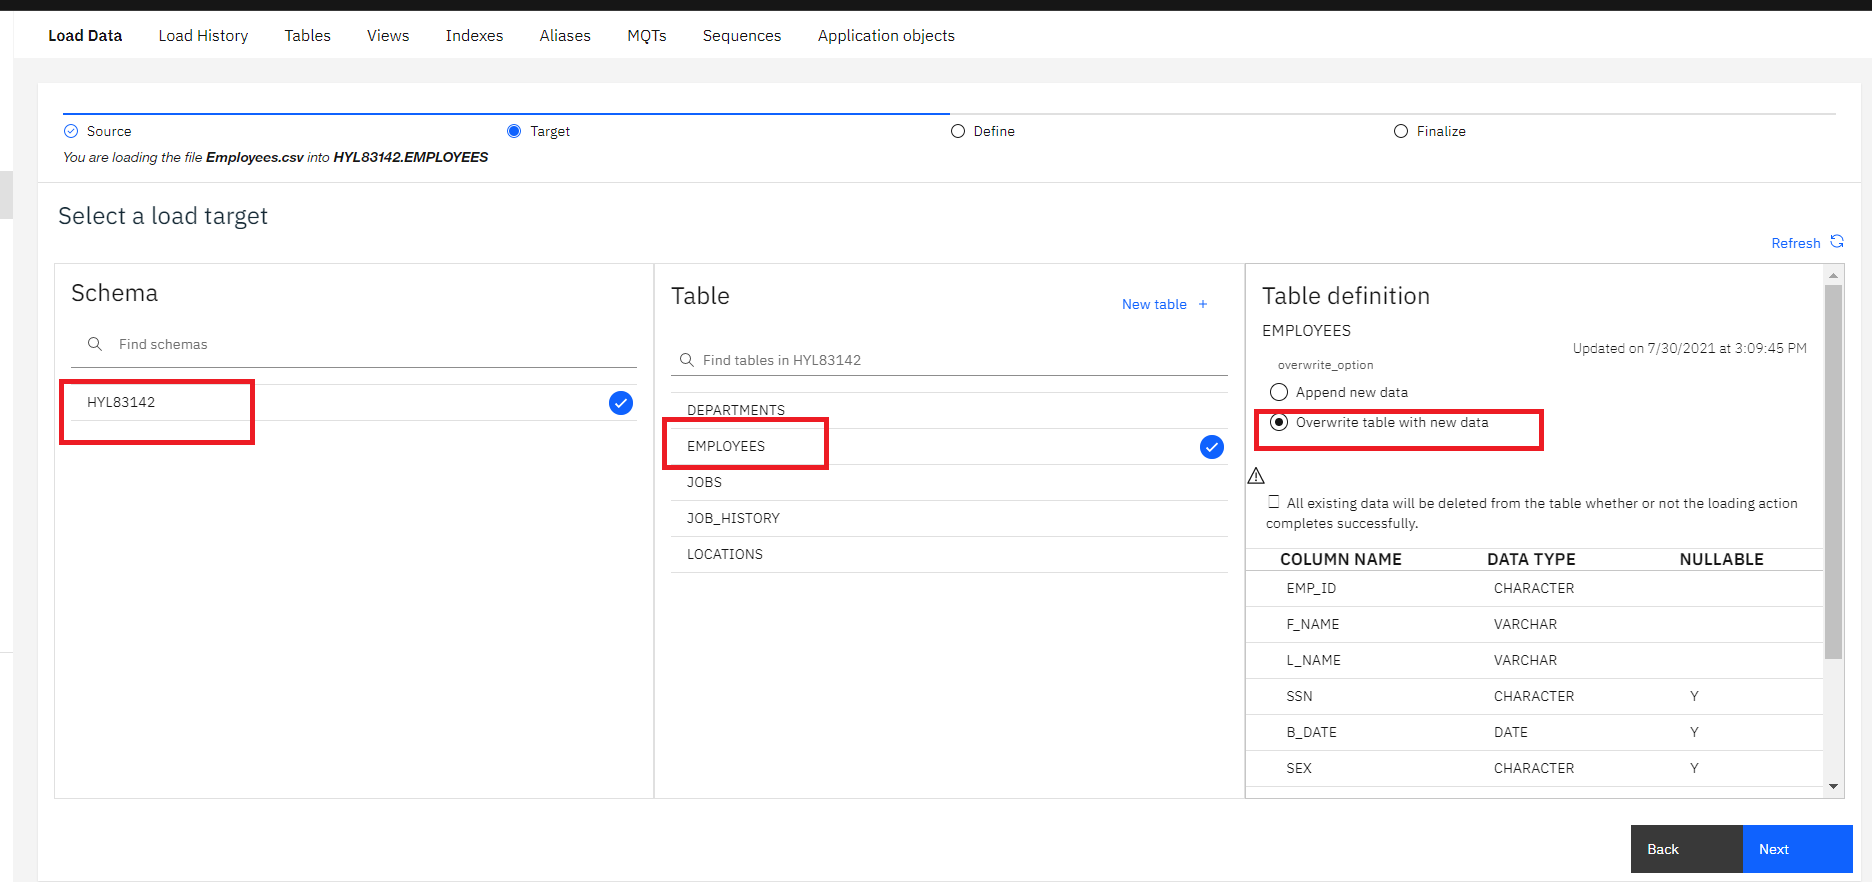 Load Data Load History Tables Views Indexes Aliases MQTs Sequences Application objects
Source Target Define Finalize
You are loading the file Employees.csv into HYL83142.EMPLOYEES
Select a load target
Refresh
Schema
Find schemas
HYL83142
Table
New table +
Find tables in HYL83142
DEPARTMENTS
EMPLOYEES
JOBS
JOB_HISTORY
LOCATIONS
Table definition
EMPLOYEES
Updated on 7/30/2021 at 3:09:45 PM
overwrite_option
Append new data
Overwrite table with new data
All existing data will be deleted from the table whether or not the loading action
completes successfully.
COLUMN NAME DATA TYPE NULLABLE
EMP_ID CHARACTER
F_NAME VARCHAR
L_NAME VARCHAR
SSN CHARACTER Y
B_DATE DATE Y
SEX CHARACTER Y
Back Next